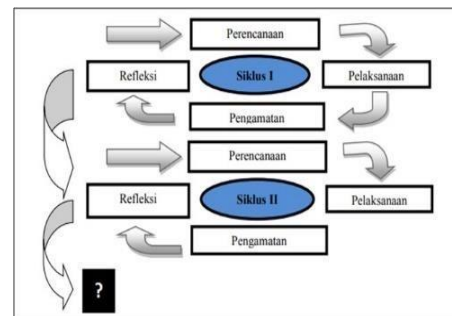 Perencanaan
Refleksi
Siklus I
Pelaksanaan
Pengamatan
Perencanaan
Refleksi
Siklus II
Pelaksanaan
Pengamatan
?